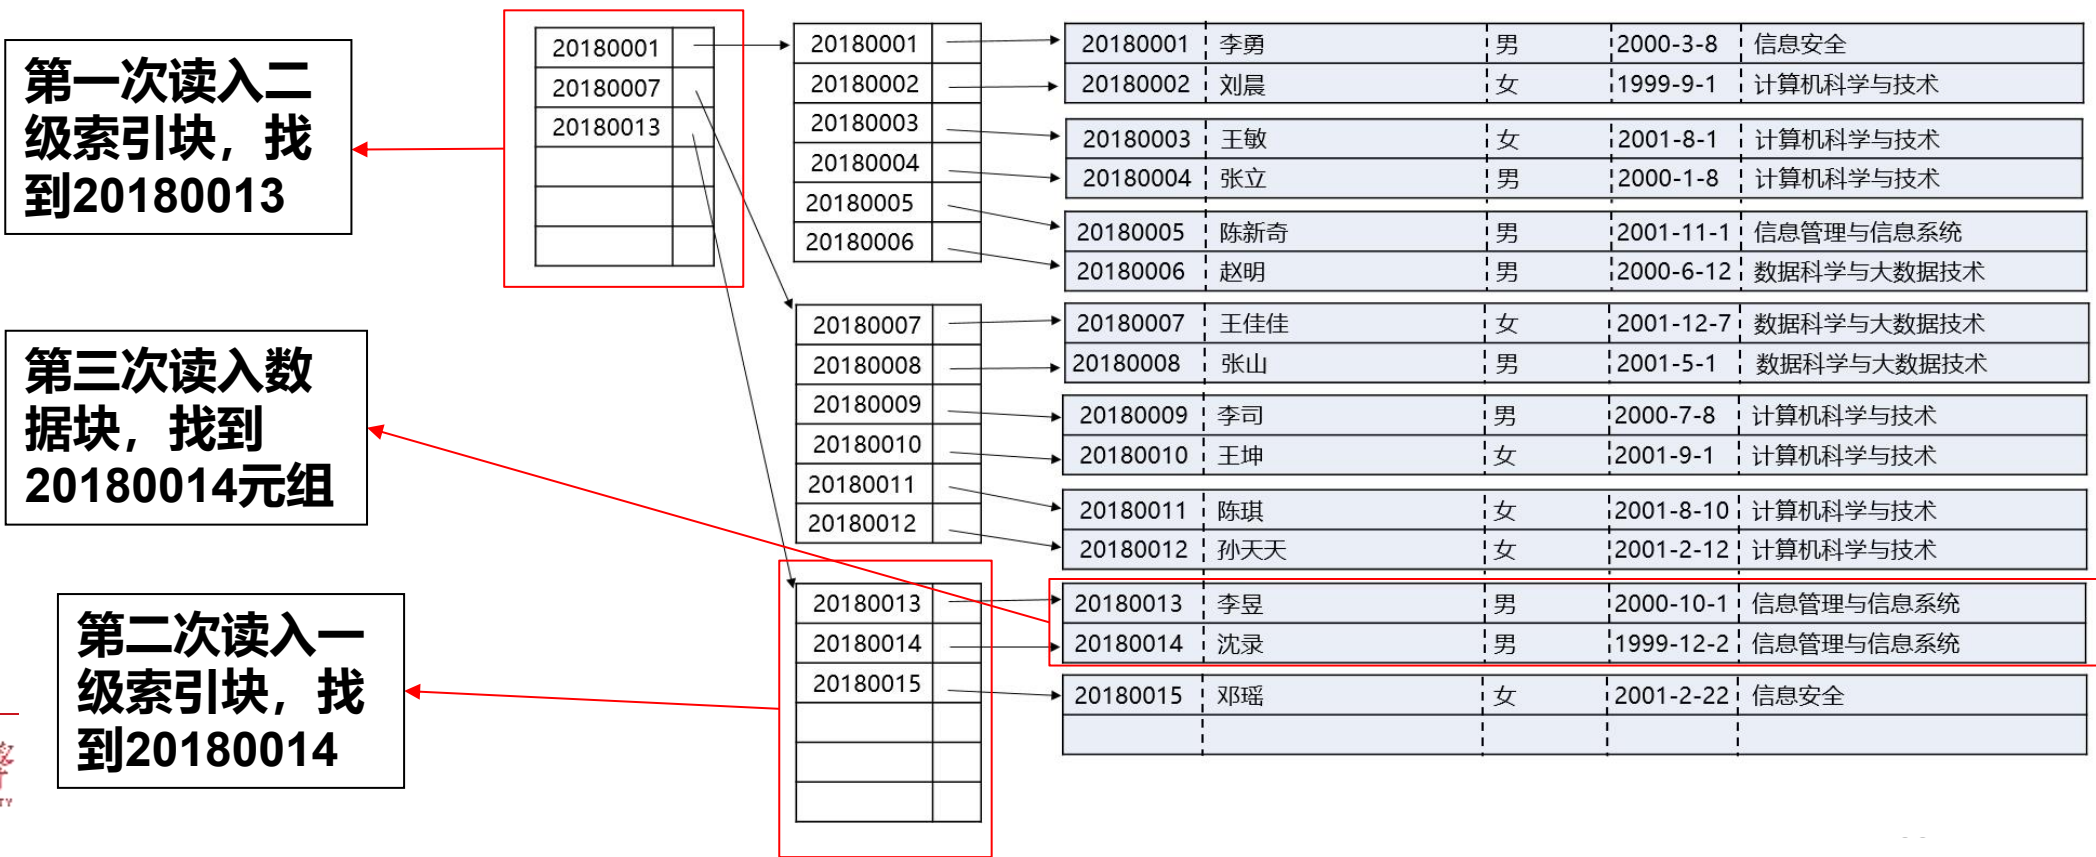 第一次读入二
级索引块，找
到20180013
第三次读入数
据块，找到
20180014元组
第二次读入一
级索引块，找
到20180014
20180001
20180007
20180013
20180001
20180002
20180003
20180004
20180005
20180006
20180007
20180008
20180009
20180010
20180011
20180012
20180013
20180014
20180015
20180001 李勇 男 2000-3-8 信息安全
20180002 刘晨 女 1999-9-1 计算机科学与技术
20180003 王敏 女 2001-8-1 计算机科学与技术
20180004 张立 男 2000-1-8 计算机科学与技术
20180005 陈新奇 男 2001-11-1 信息管理与信息系统
20180006 赵明 男 2000-6-12 数据科学与大数据技术
20180007 王佳佳 女 2001-12-7 数据科学与大数据技术
20180008 张山 男 2001-5-1 数据科学与大数据技术
20180009 李司 男 2000-7-8 计算机科学与技术
20180010 王坤 女 2001-9-1 计算机科学与技术
20180011 陈琪 女 2001-8-10 计算机科学与技术
20180012 孙天天 女 2001-2-12 计算机科学与技术
20180013 李昱 男 2000-10-1 信息管理与信息系统
20180014 沈录 男 1999-12-2 信息管理与信息系统
20180015 邓瑶 女 2001-2-22 信息安全